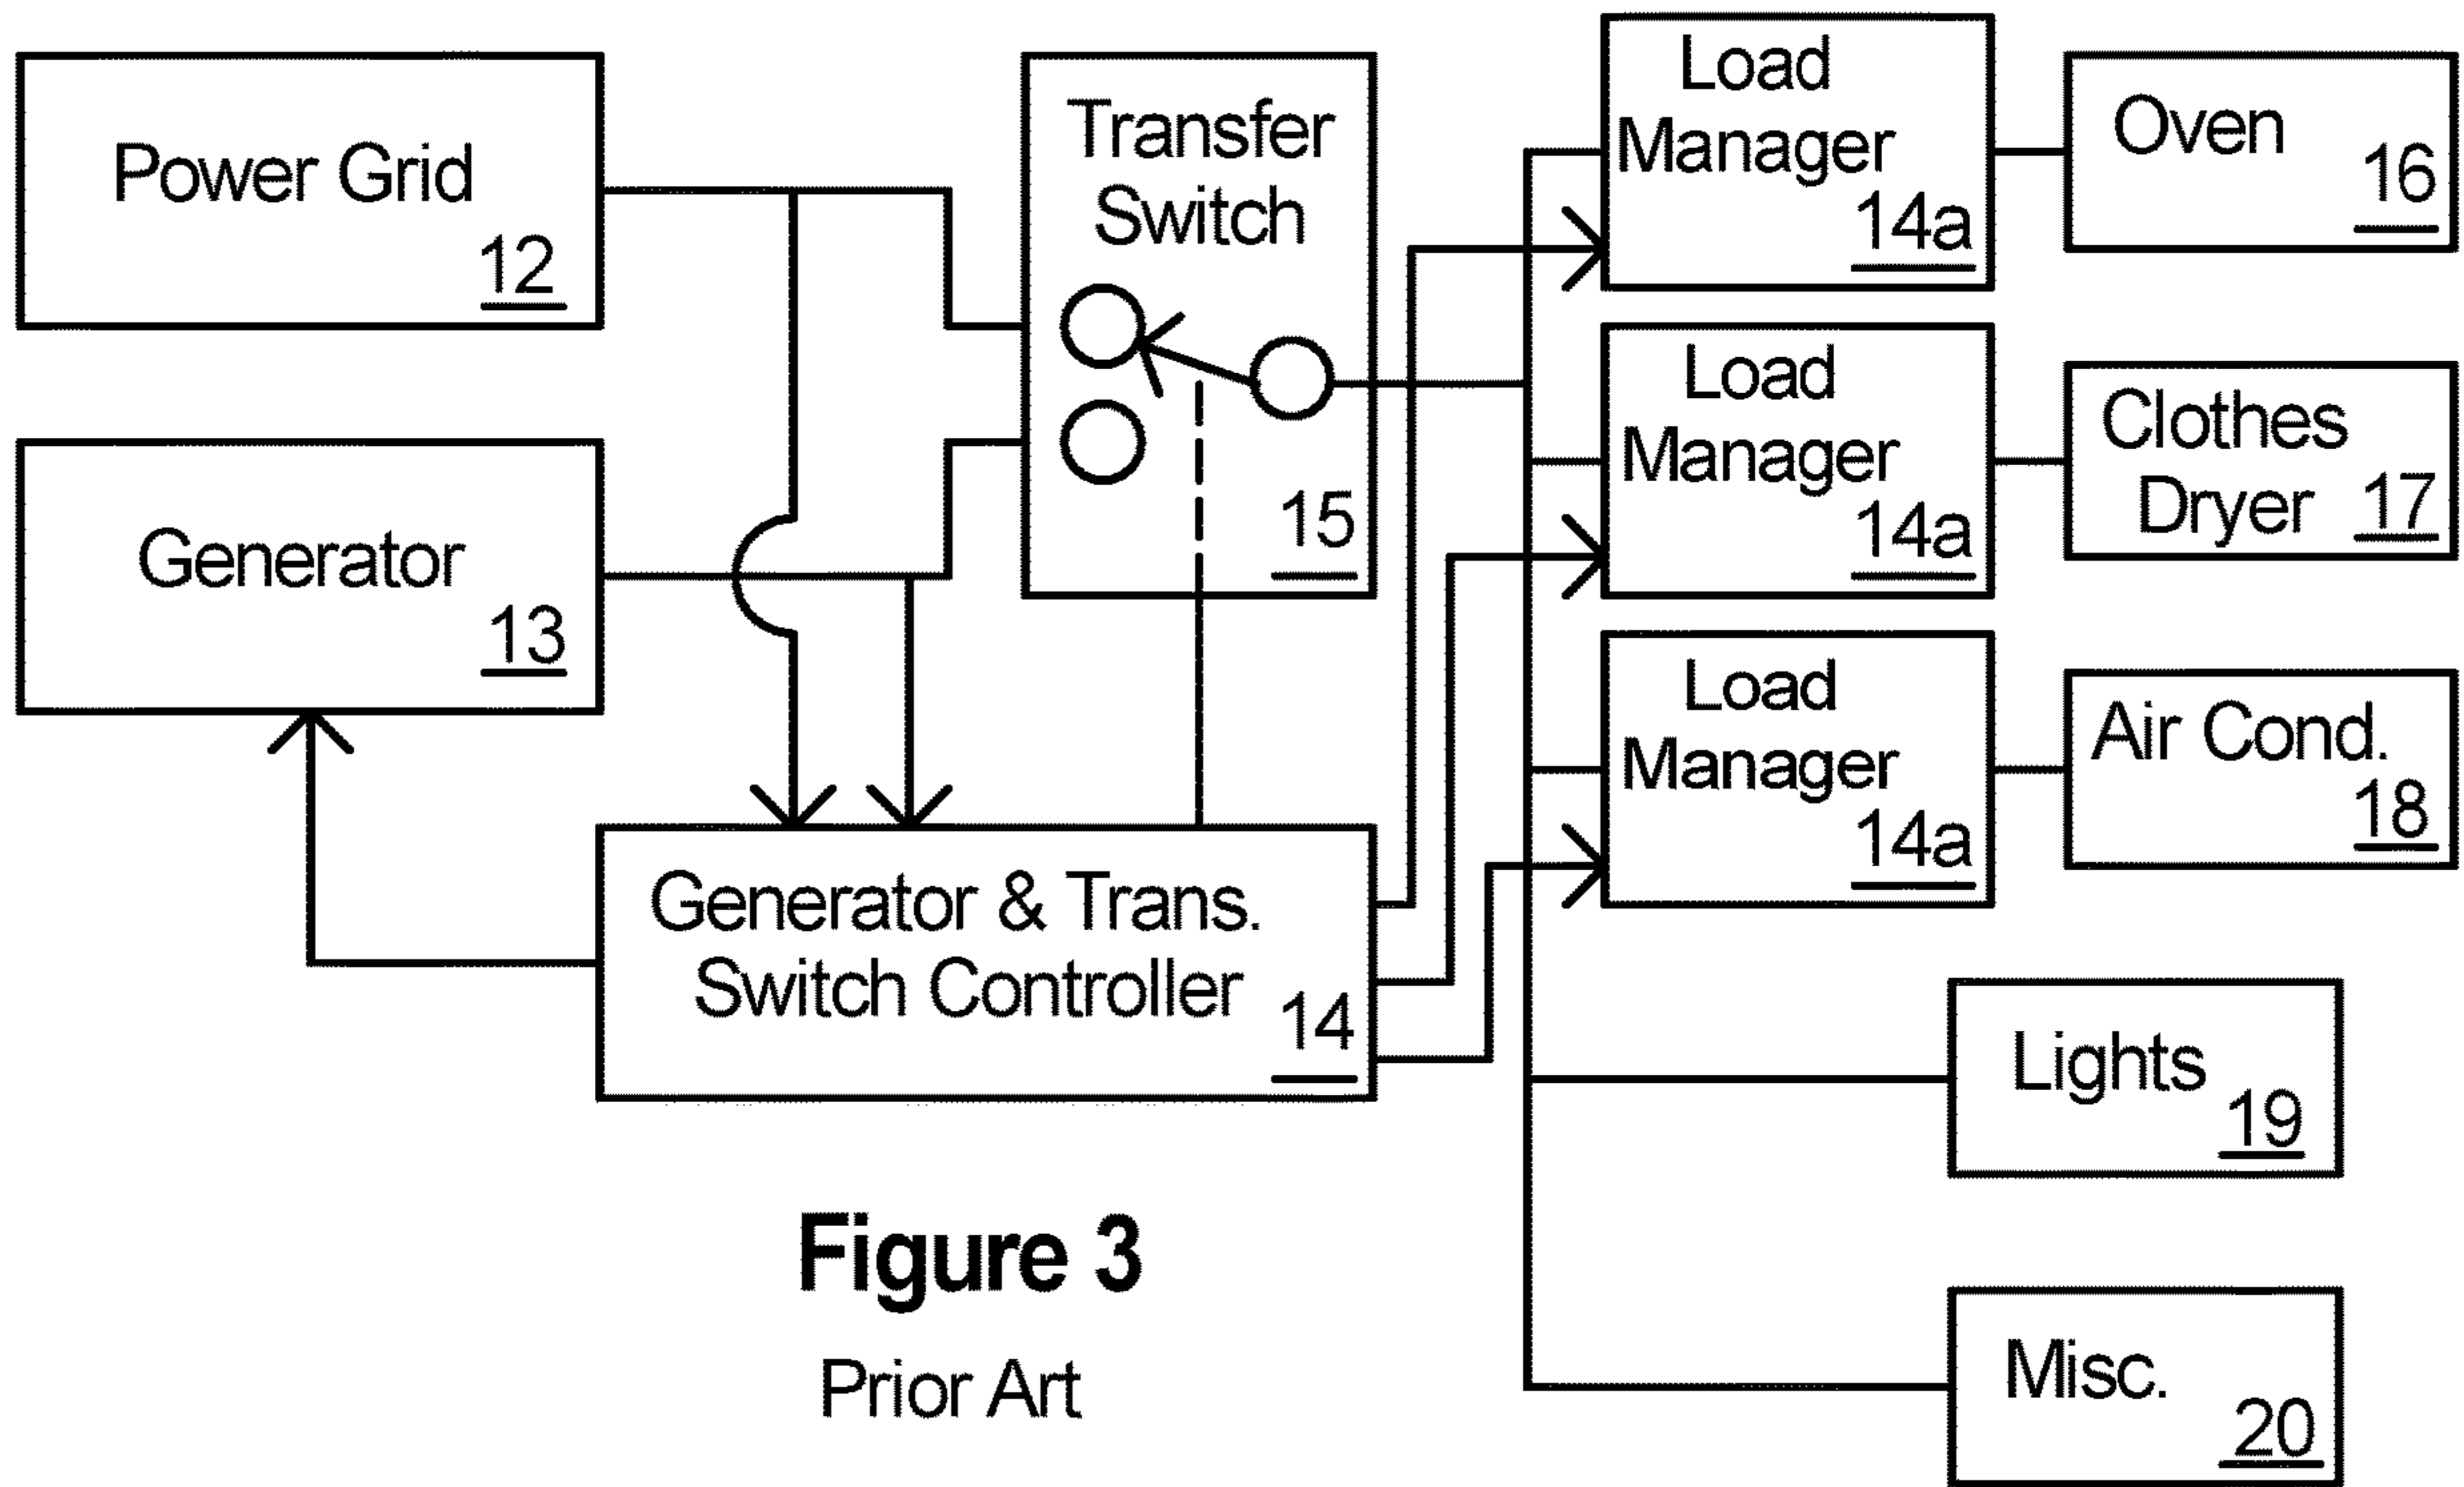 Power Grid
12
Generator
13
Transfer
Switch
15
Generator & Trans.
Switch Controller
14
Load
Manager
14a
Oven
16
Load
Manager
14a
Clothes
Dryer
17
Load
Manager
14a
Air Cond.
18
Lights
19
Misc.
20
Figure 3
Prior Art